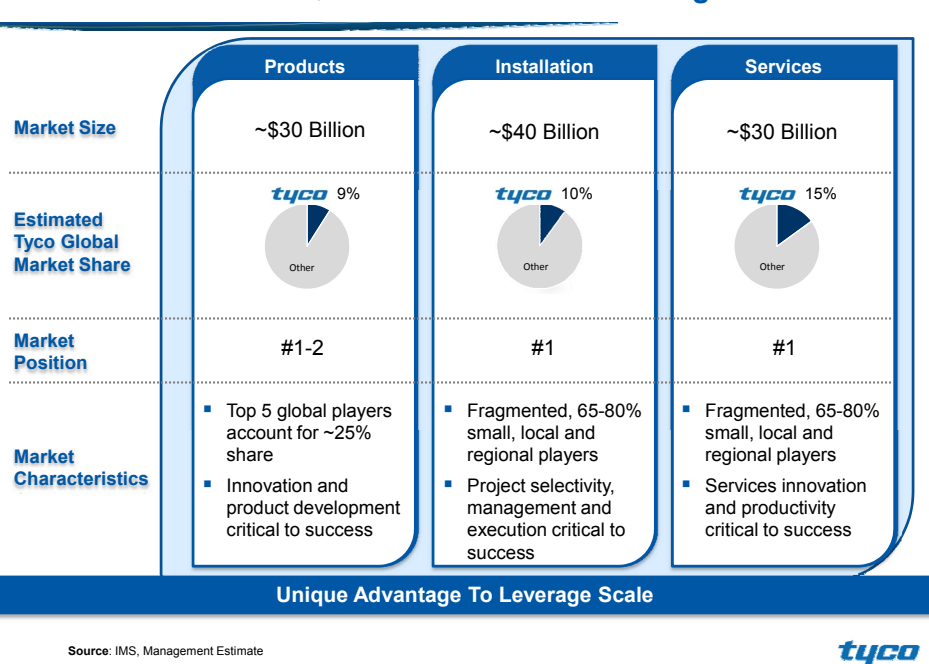 Products
Installation
Services
Market Size
~$30 Billion
~$40 Billion
~$30 Billion
Estimated
Tyco Global
Market Share
tyco 9%
Other
tyco 10%
Other
tyco 15%
Other
Market
Position
#1-2
#1
#1
Market
Characteristics
▪ Top 5 global players
account for ~25%
share
▪ Innovation and
product development
critical to success
▪ Fragmented, 65-80%
small, local and
regional players
▪ Project selectivity,
management and
execution critical to
success
▪ Fragmented, 65-80%
small, local and
regional players
▪ Services innovation
and productivity
critical to success
Unique Advantage To Leverage Scale
Source: IMS, Management Estimate
tyco